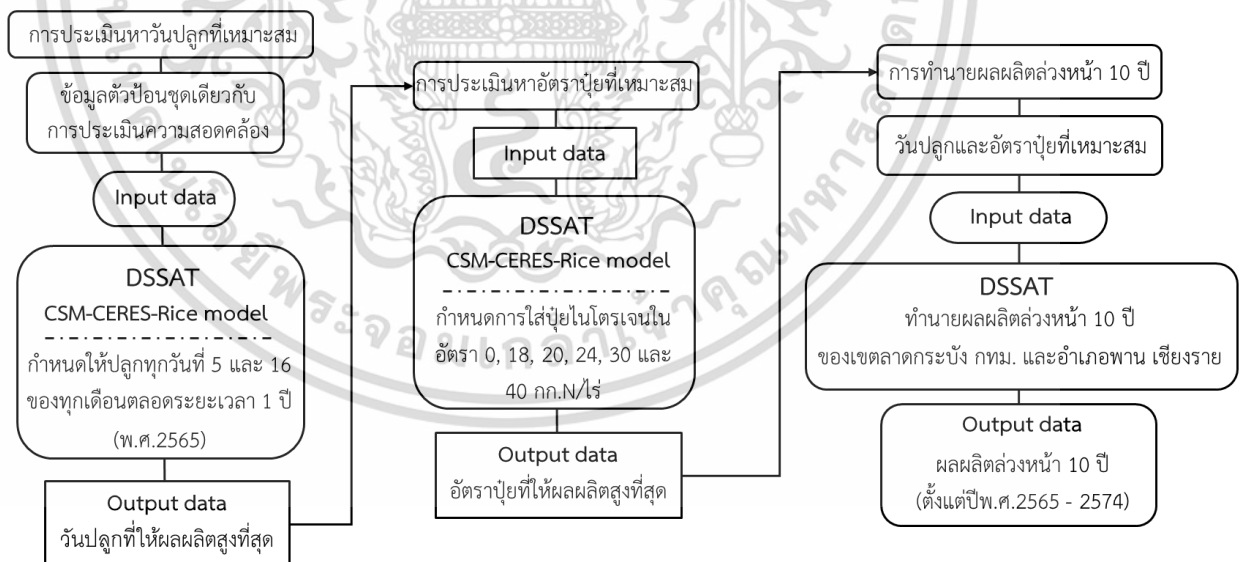 การประเมินหาวันปลูกที่เหมาะสม
ข้อมูลตัวป้อนชุดเดียวกับ
การประเมินความสอดคล้อง
Input data
DSSAT
CSM-CERES-Rice model
กำหนดให้ปลูกทุกวันที่ 5 และ 16
ของทุกเดือนตลอดระยะเวลา 1 ปี
(พ.ศ.2565)
Output data
วันปลูกที่ให้ผลผลิตสูงที่สุด
การประเมินหาอัตราปุ๋ยที่เหมาะสม
Input data
DSSAT
CSM-CERES-Rice model
กำหนดการใส่ปุ๋ยไนโตรเจนใน
อัตรา 0, 18, 20, 24, 30 และ
40 กก.N/ไร่
Output data
อัตราปุ๋ยที่ให้ผลผลิตสูงที่สุด
การทำนายผลผลิตล่วงหน้า 10 ปี
วันปลูกและอัตราปุ๋ยที่เหมาะสม
Input data
DSSAT
ทำนายผลผลิตล่วงหน้า 10 ปี
ของเขตลาดกระบัง กทม. และอำเภอพาน เชียงราย
Output data
ผลผลิตล่วงหน้า 10 ปี
(ตั้งแต่ปีพ.ศ.2565 - 2574)